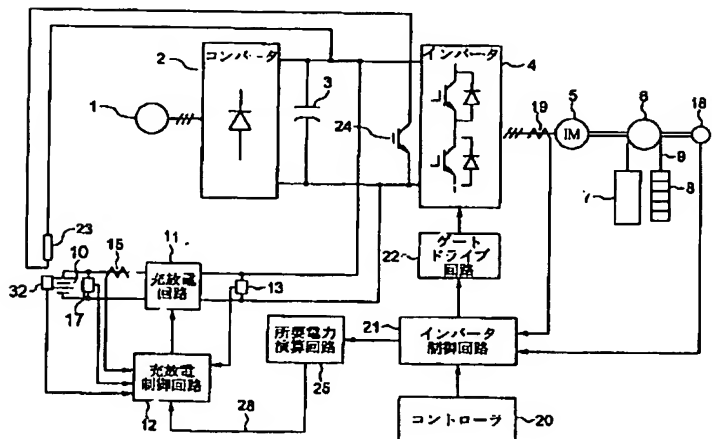 2
コンバータ
3
インバータ
4
1
24
19
5
IM
6
18
9
7
8
23
10
15
11
充放電
回路
32
17
13
22
ゲート
ドライブ
回路
21
インバータ
制御回路
所要電力
演算回路
25
充放電
制御回路
12
28
コントローラ
20